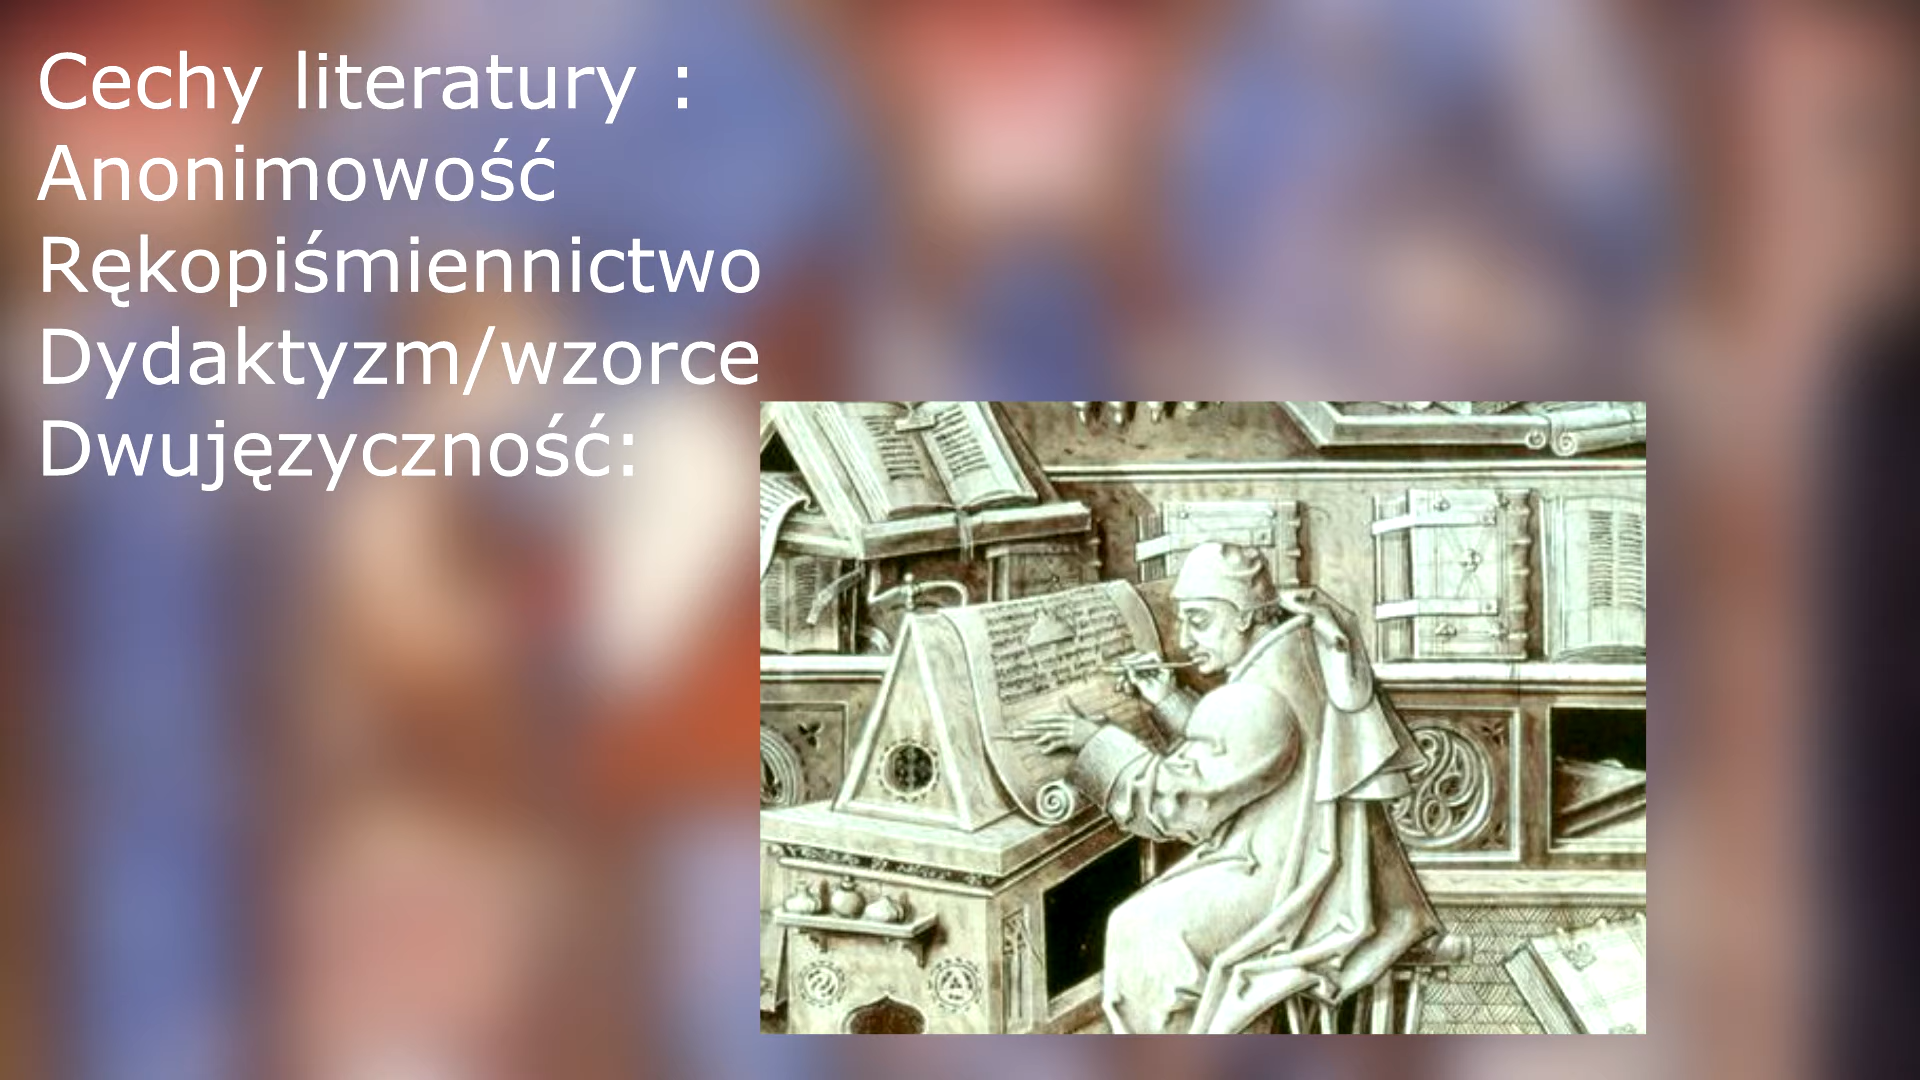 Cechy literatury :
Anonimowość
Rękopiśmiennictwo
Dydaktyzm/wzorce
Dwujęzyczność: